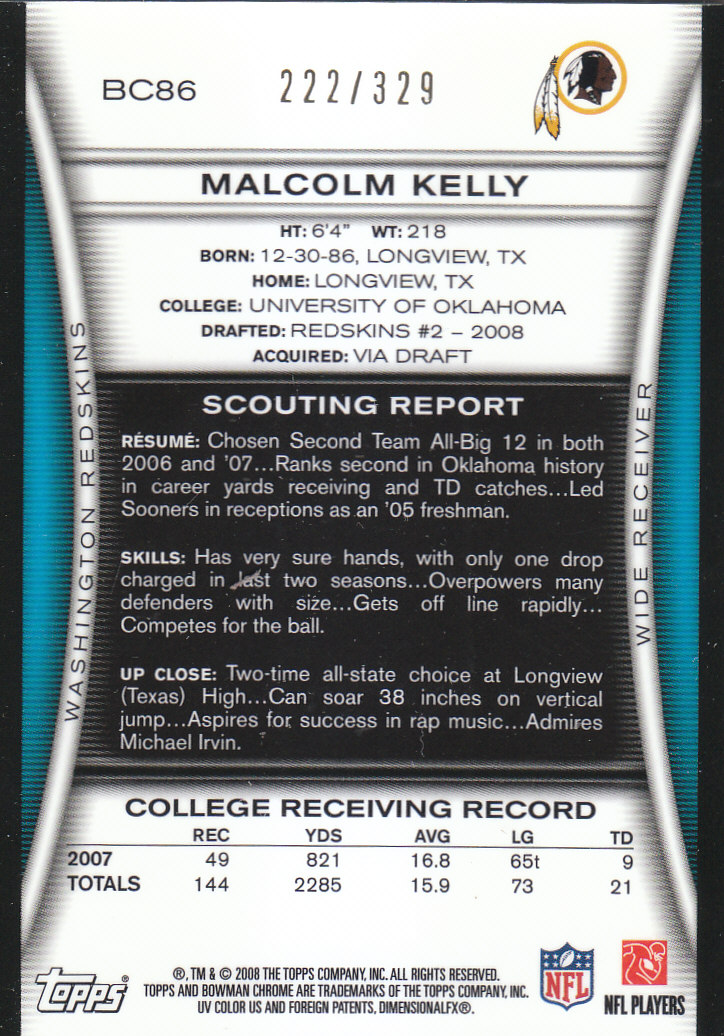 BC86 222/329
MALCOLM KELLY
HT: 6'4" WT: 218
BORN: 12-30-86, LONGVIEW, TX
HOME: LONGVIEW, TX
COLLEGE: UNIVERSITY OF OKLAHOMA
DRAFTED: REDSKINS #2 – 2008
ACQUIRED: VIA DRAFT
WASHINGTON REDSKINS
WIDE RECEIVER
SCOUTING REPORT
RÉSUMÉ: Chosen Second Team All-Big 12 in both
2006 and '07...Ranks second in Oklahoma history
in career yards receiving and TD catches...Led
Sooners in receptions as an '05 freshman.
SKILLS: Has very sure hands, with only one drop
charged in last two seasons...Overpowers many
defenders with size...Gets off line rapidly...
Competes for the ball.
UP CLOSE: Two-time all-state choice at Longview
(Texas) High...Can soar 38 inches on vertical
jump...Aspires for success in rap music...Admires
Michael Irvin.
COLLEGE RECEIVING RECORD
REC YDS AVG LG TD
2007 49 821 16.8 65t 9
TOTALS 144 2285 15.9 73 21
topps®
®, TM & © 2008 THE TOPPS COMPANY, INC. ALL RIGHTS RESERVED.
TOPPS AND BOWMAN CHROME ARE TRADEMARKS OF THE TOPPS COMPANY, INC.
UV COLOR US AND FOREIGN PATENTS, DIMENSIONALFX®.
NFL
NFL PLAYERS